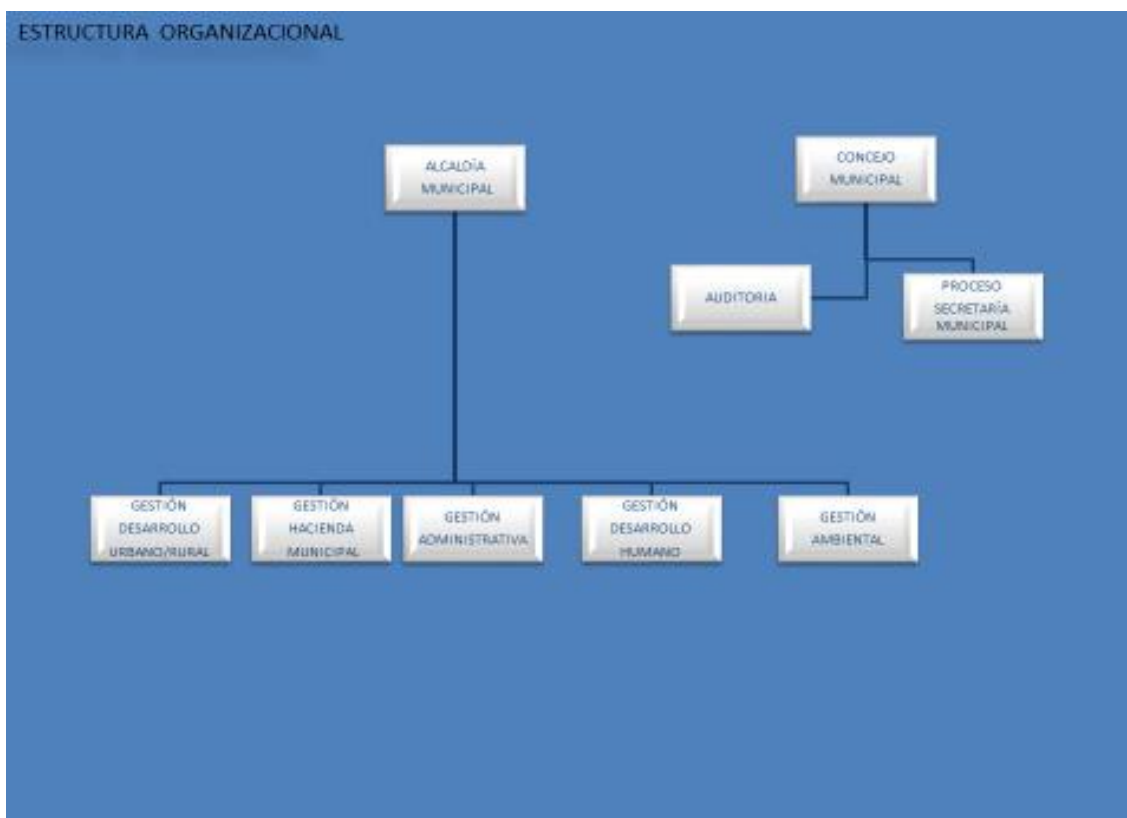 ESTRUCTURA ORGANIZACIONAL
ALCALDÍA
MUNICIPAL
CONCEJO
MUNICIPAL
AUDITORIA
PROCESO
SECRETARÍA
MUNICIPAL
GESTIÓN
DESARROLLO
URBANO/RURAL
GESTIÓN
HACIENDA
MUNICIPAL
GESTIÓN
ADMINISTRATIVA
GESTIÓN
DESARROLLO
HUMANO
GESTIÓN
AMBIENTAL